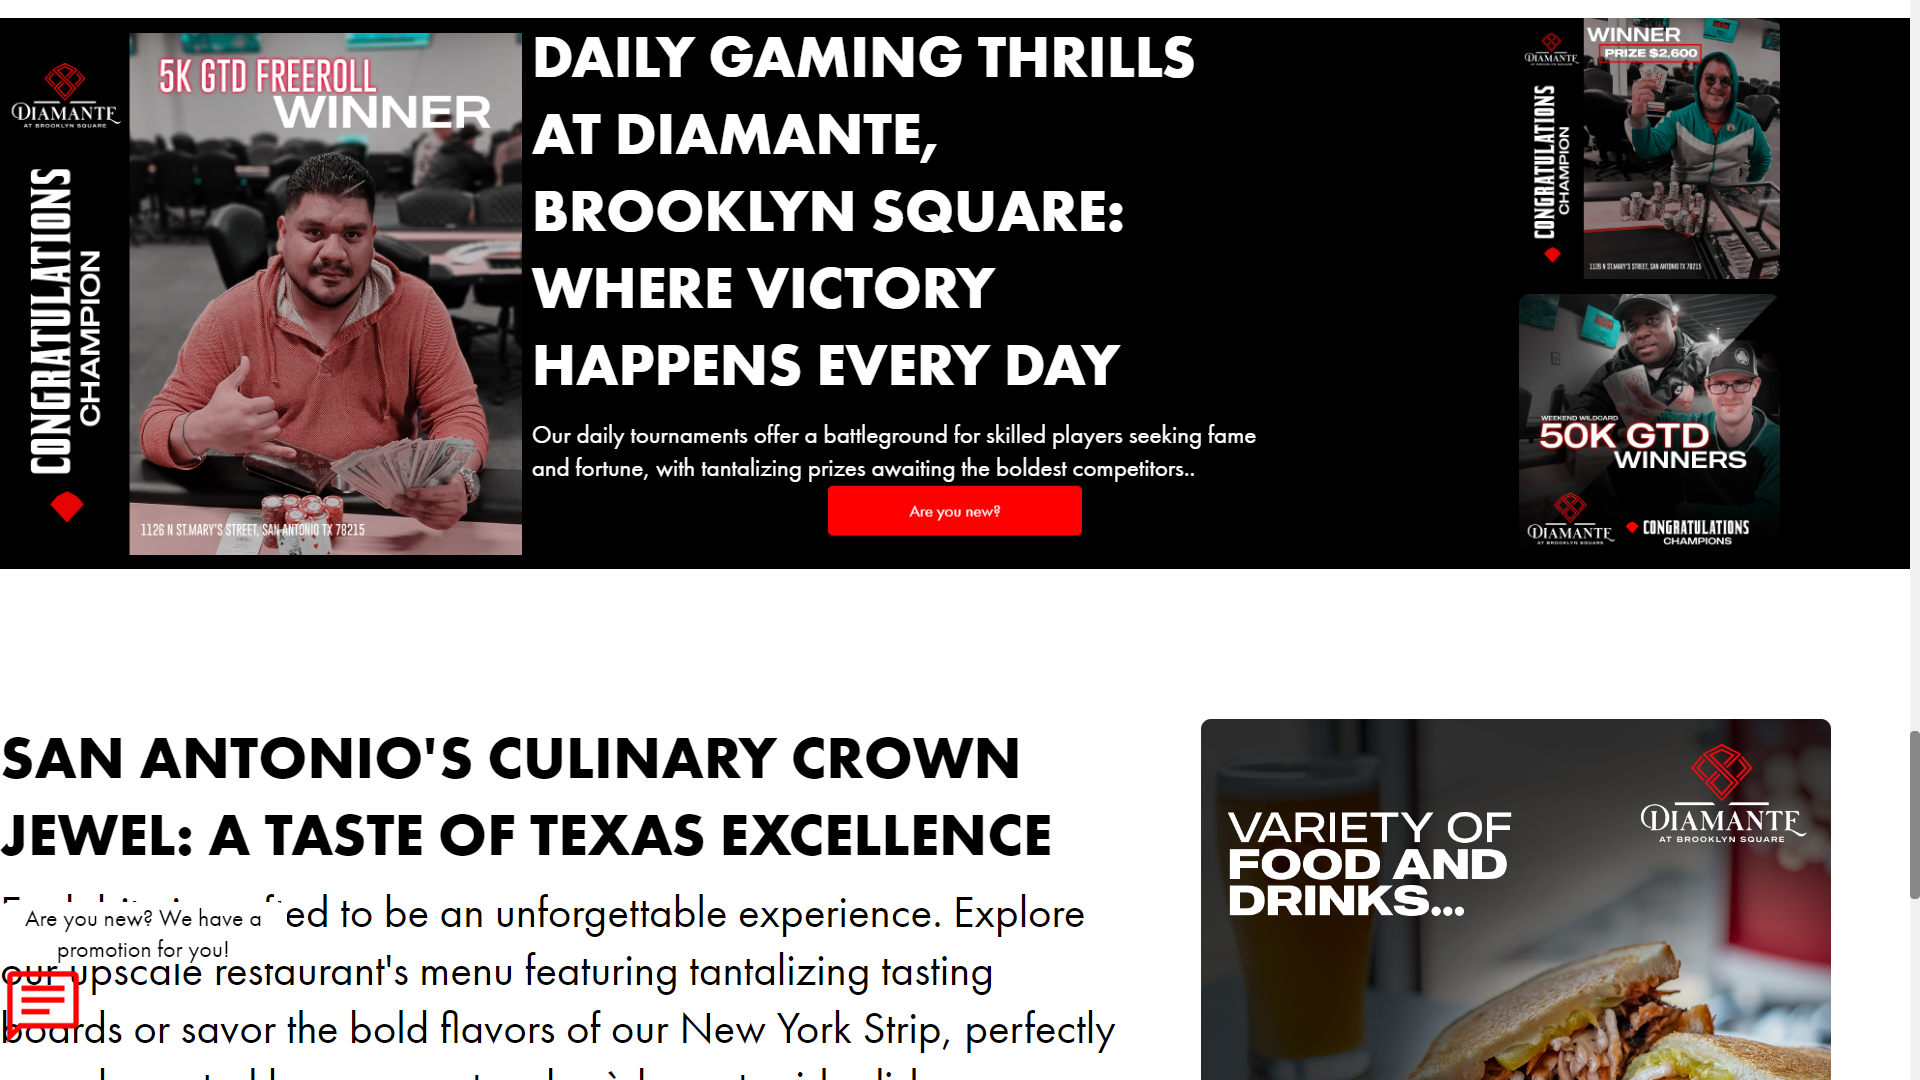 DIAMANTE
AT BROOKLYN SQUARE
CONGRATULATIONS
CHAMPION
5K GTD FREEROLL
WINNER
1126 N ST.MARY'S STREET, SAN ANTONIO TX 78215
DAILY GAMING THRILLS
AT DIAMANTE,
BROOKLYN SQUARE:
WHERE VICTORY
HAPPENS EVERY DAY
Our daily tournaments offer a battleground for skilled players seeking fame
and fortune, with tantalizing prizes awaiting the boldest competitors..
Are you new?
DIAMANTE
AT BROOKLYN SQUARE
CONGRATULATIONS
CHAMPION
WINNER
PRIZE $2,600
1126 N ST.MARY'S STREET, SAN ANTONIO TX 78215
WEEKEND WILDCARD
50K GTD
WINNERS
DIAMANTE
AT BROOKLYN SQUARE
CONGRATULATIONS
CHAMPIONS
SAN ANTONIO'S CULINARY CROWN
JEWEL: A TASTE OF TEXAS EXCELLENCE
to be an unforgettable experience. Explore
our upscale restaurant's menu featuring tantalizing tasting
boards or savor the bold flavors of our New York Strip, perfectly
Are you new? We have a
promotion for you!
VARIETY OF
FOOD AND
DRINKS...
DIAMANTE
AT BROOKLYN SQUARE